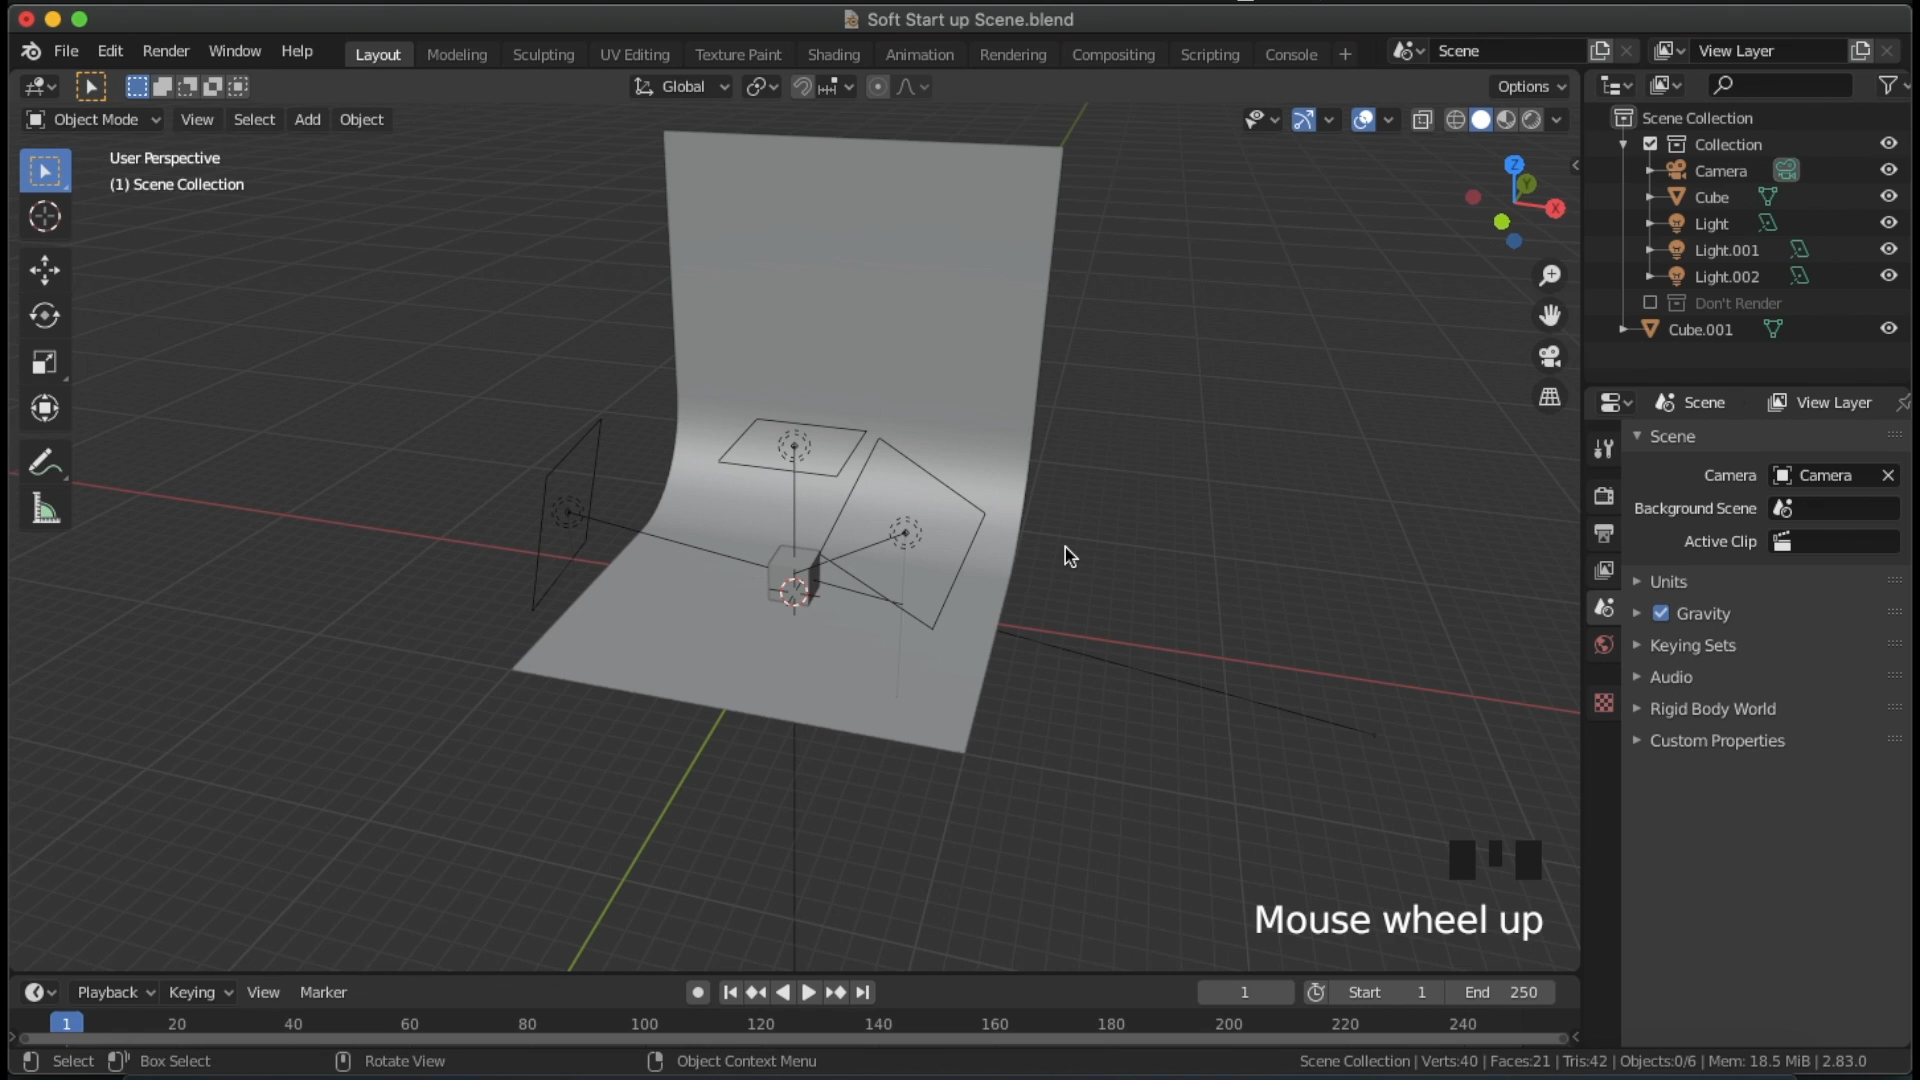 Soft Start up Scene.blend
File Edit Render Window Help Layout Modeling Sculpting UV Editing Texture Paint Shading Animation Rendering Compositing Scripting Console + Scene View Layer
Global Options
Object Mode View Select Add Object
User Perspective
(1) Scene Collection
Z
Y
X
Scene Collection
Collection
Camera
Cube
Light
Light.001
Light.002
Don't Render
Cube.001
Scene View Layer
Scene
Camera Camera
Background Scene
Active Clip
Units
Gravity
Keying Sets
Audio
Rigid Body World
Custom Properties
Mouse wheel up
Playback Keying View Marker 1 Start 1 End 250
1 20 40 60 80 100 120 140 160 180 200 220 240
Select Box Select Rotate View Object Context Menu Scene Collection | Verts:40 | Faces:21 | Tris:42 | Objects:0/6 | Mem: 18.5 MiB | 2.83.0